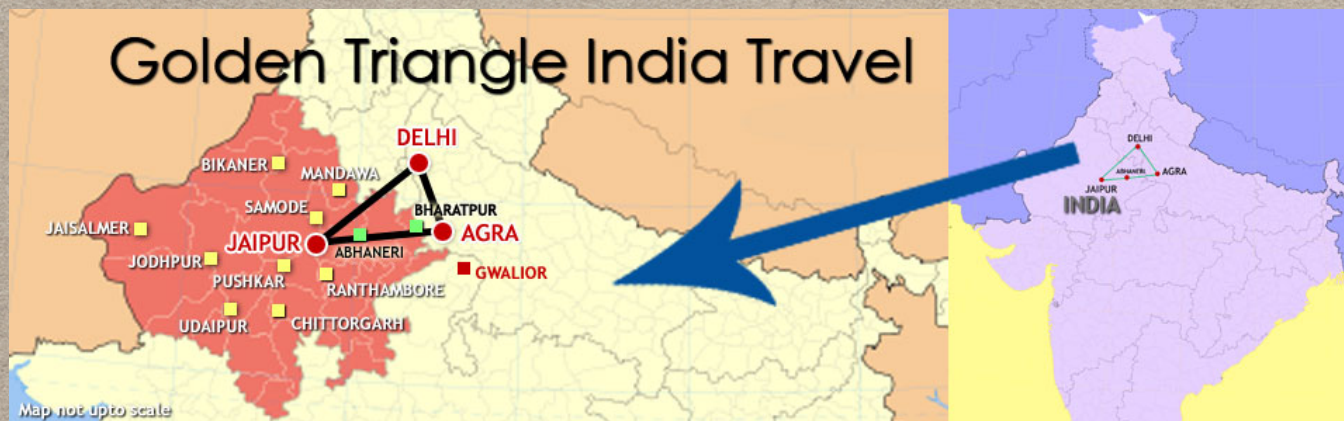 Golden Triangle India Travel
DELHI
BIKANER
MANDAWA
SAMODE
BHARATPUR
JAISALMER
JAIPUR
AGRA
ABHANERI
JODHPUR
PUSHKAR
RANTHAMBORE
GWALIOR
UDAIPUR
CHITTORGARH
Map not upto scale
DELHI
ABHANERI
AGRA
JAIPUR
INDIA